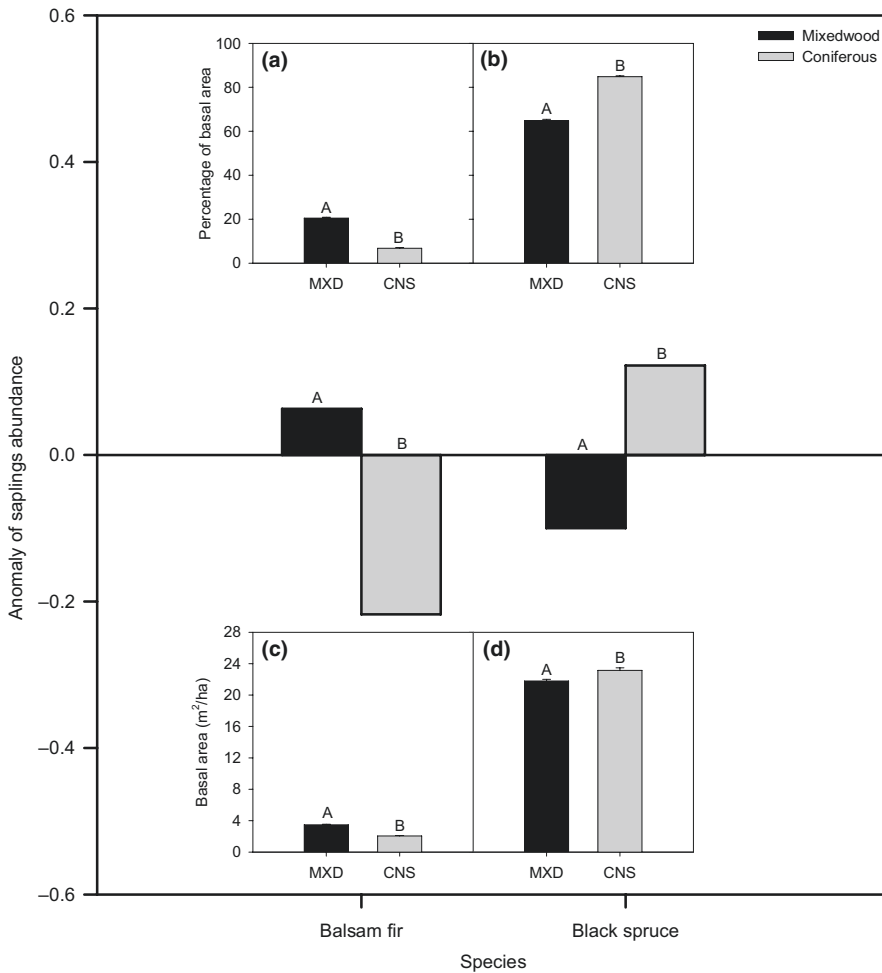 Mixedwood
Coniferous
0.6
0.4
0.2
0.0
–0.2
–0.4
–0.6
Anomaly of saplings abundance
(a)
100
80
60
40
20
0
Percentage of basal area
A
B
MXD
CNS
(b)
A
B
MXD
CNS
A
B
A
B
(c)
28
24
20
16
12
8
4
0
Basal area (m²/ha)
A
B
MXD
CNS
(d)
A
B
MXD
CNS
Balsam fir
Black spruce
Species